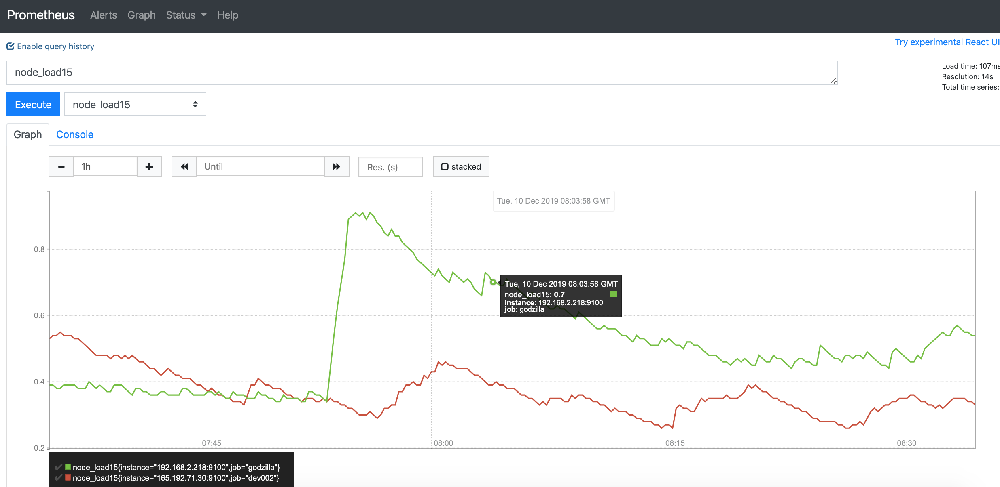 Prometheus Alerts Graph Status Help
Enable query history
Try experimental React UI
node_load15
Load time: 107ms
Resolution: 14s
Total time series:
Execute node_load15
Graph Console
1h Until Res. (s) stacked
Tue, 10 Dec 2019 08:03:58 GMT
0.8
0.6
0.4
0.2
Tue, 10 Dec 2019 08:03:58 GMT
node_load15: 0.7
instance: 192.168.2.218:9100
job: godzilla
07:45 08:00 08:15 08:30
node_load15{instance="192.168.2.218:9100",job="godzilla"}
node_load15{instance="165.192.71.30:9100",job="dev002"}